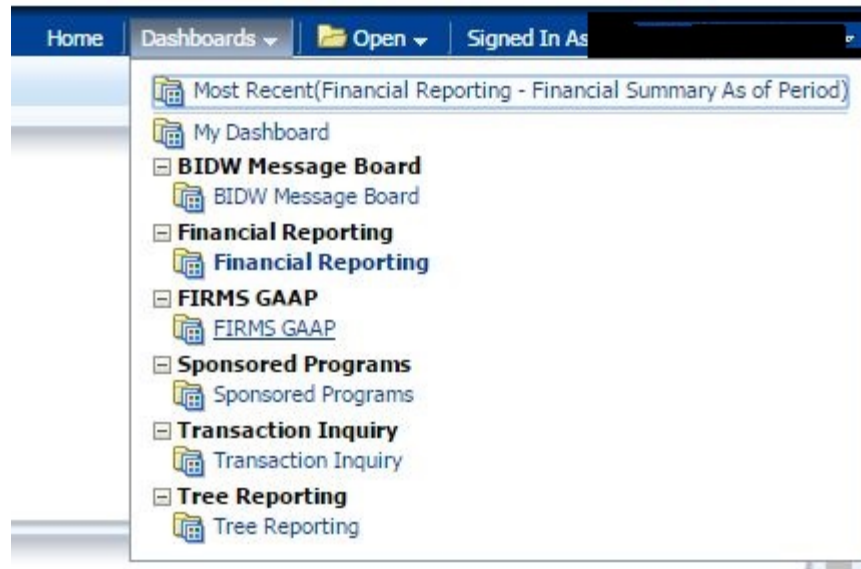 Home Dashboards Open Signed In As
Most Recent(Financial Reporting - Financial Summary As of Period)
My Dashboard
BIDW Message Board
BIDW Message Board
Financial Reporting
Financial Reporting
FIRMS GAAP
FIRMS GAAP
Sponsored Programs
Sponsored Programs
Transaction Inquiry
Transaction Inquiry
Tree Reporting
Tree Reporting